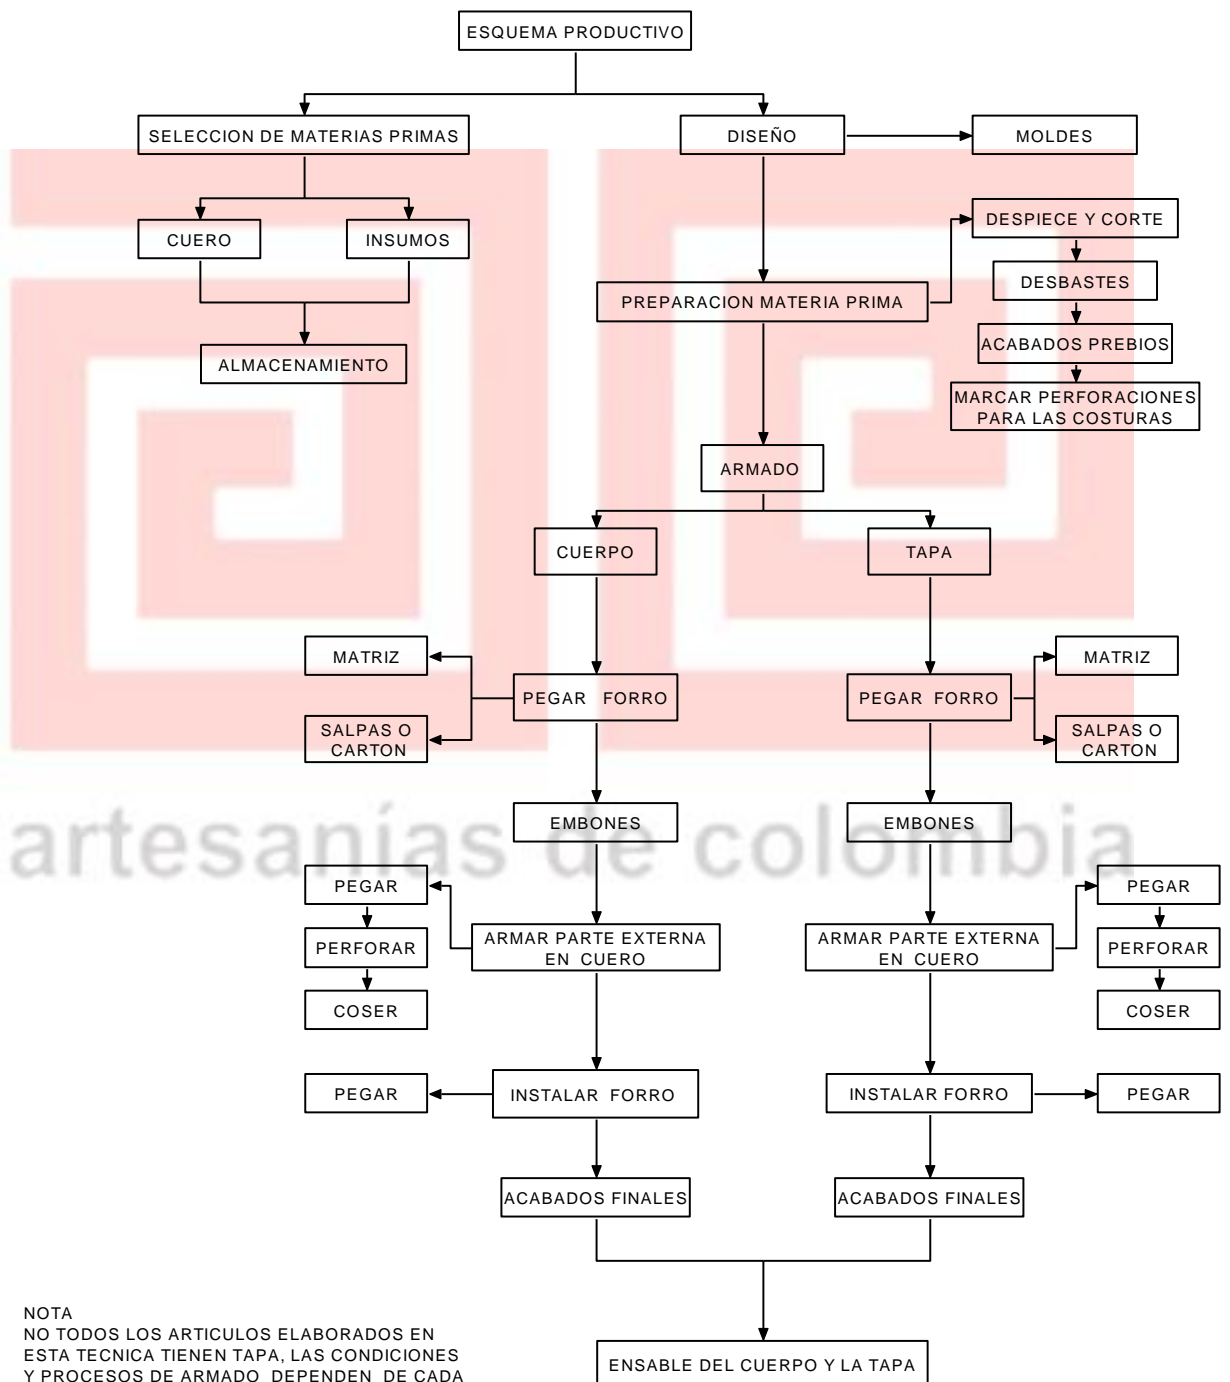 ESQUEMA PRODUCTIVO
SELECCION DE MATERIAS PRIMAS
DISEÑO
MOLDES
CUERO
INSUMOS
DESPIECE Y CORTE
DESBASTES
PREPARACION MATERIA PRIMA
ACABADOS PREBIOS
ALMACENAMIENTO
MARCAR PERFORACIONES
PARA LAS COSTURAS
ARMADO
CUERPO
TAPA
MATRIZ
MATRIZ
PEGAR FORRO
PEGAR FORRO
SALPAS O
CARTON
SALPAS O
CARTON
EMBONES
EMBONES
artesanías de colombia
PEGAR
PEGAR
ARMAR PARTE EXTERNA
EN CUERO
ARMAR PARTE EXTERNA
EN CUERO
PERFORAR
PERFORAR
COSER
COSER
PEGAR
INSTALAR FORRO
INSTALAR FORRO
PEGAR
ACABADOS FINALES
ACABADOS FINALES
NOTA
NO TODOS LOS ARTICULOS ELABORADOS EN
ESTA TECNICA TIENEN TAPA, LAS CONDICIONES
Y PROCESOS DE ARMADO DEPENDEN DE CADA
ENSABLE DEL CUERPO Y LA TAPA